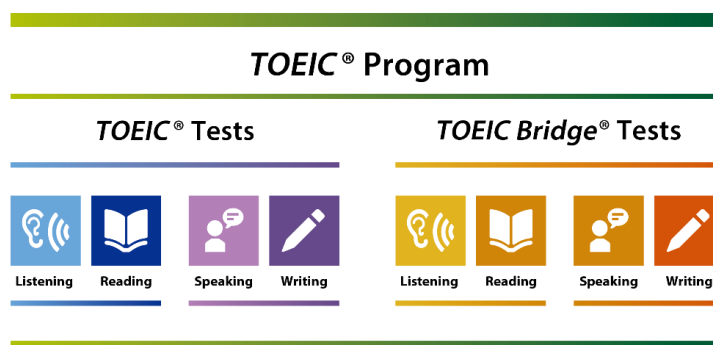 TOEIC® Program
TOEIC® Tests
TOEIC Bridge® Tests
Listening Reading Speaking Writing
Listening Reading Speaking Writing